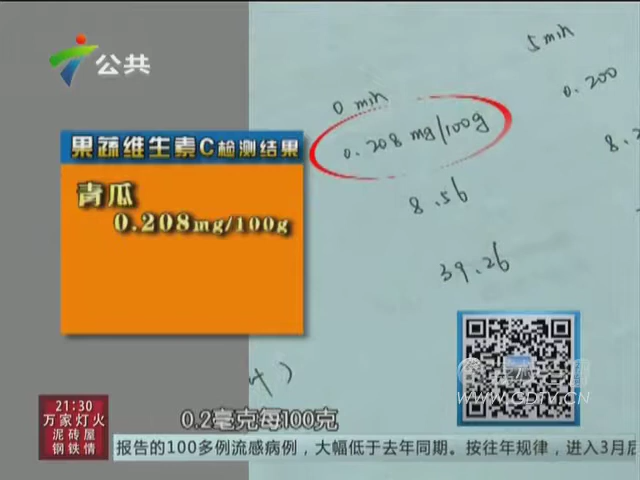 公共
5 min
0 min
0.200
0.208 mg/100g
8.56
39.26
果蔬维生素C检测结果
青瓜
0.208mg/100g
WWW.GDTV.CN
21:30
万家灯火
泥砖屋
钢铁情
0.2毫克每100克
报告的100多例流感病例，大幅低于去年同期。按往年规律，进入3月后